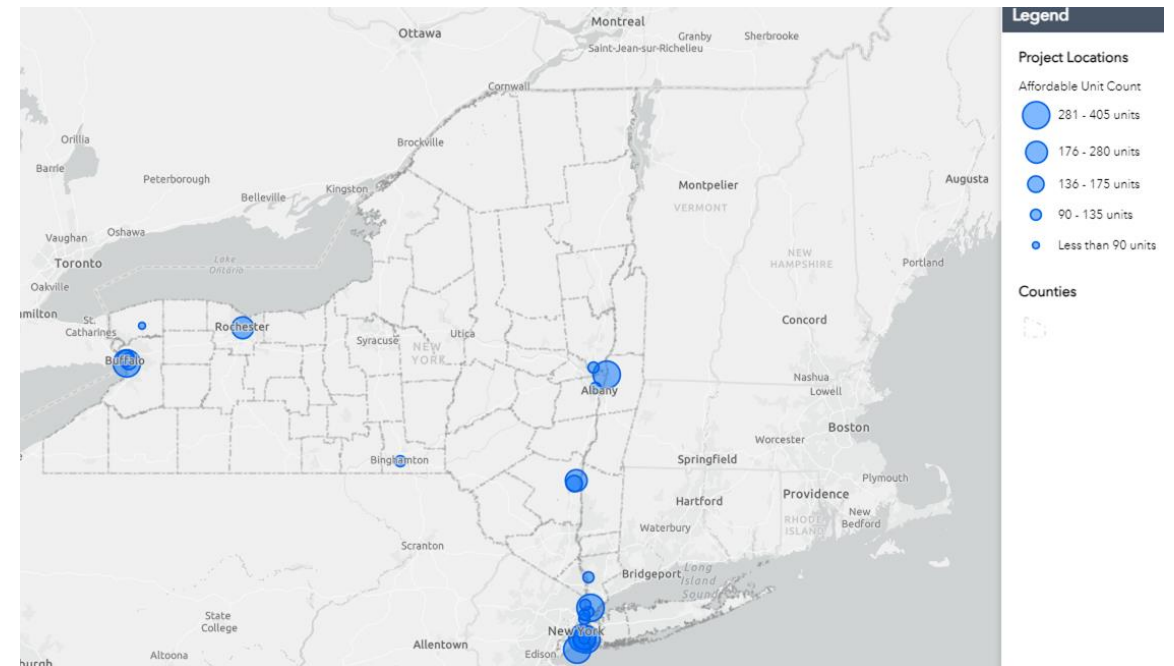 Montreal
Ottawa
Granby
Sherbrooke
Saint-Jean-sur-Richelieu
Cornwall
Orillia
Brockville
Barrie
Peterborough
Kingston
Belleville
Montpelier
Augusta
VERMONT
Vaughan
Oshawa
Toronto
Lake
Ontario
NEW
HAMPSHIRE
Portland
Oakville
St.
Catharines
Rochester
Concord
Syracuse
Utica
NEW
YORK
Buffalo
Nashua
Albany
Lowell
Boston
Worcester
Binghamton
Springfield
Plymouth
Providence
Hartford
RHODE
ISLAND
New
Bedford
Waterbury
Scranton
Bridgeport
Long
Island
Sound
State
College
New York
Allentown
Edison
Altoona
Legend
Project Locations
Affordable Unit Count
281 - 405 units
176 - 280 units
136 - 175 units
90 - 135 units
Less than 90 units
Counties